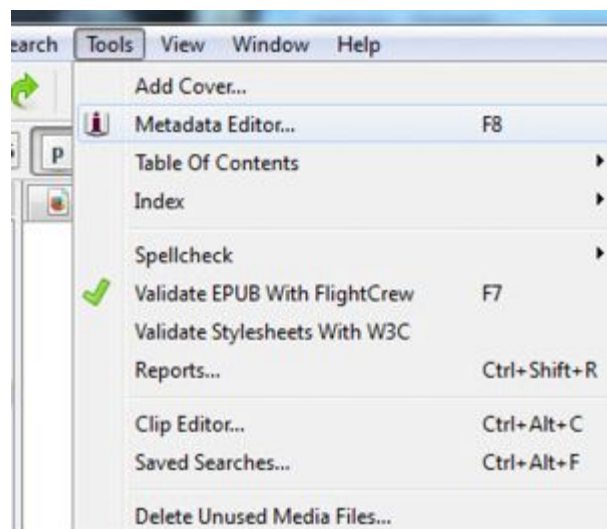 earch Tools View Window Help
Add Cover...
Metadata Editor... F8
p
Table Of Contents
Index
Spellcheck
Validate EPUB With FlightCrew F7
Validate Stylesheets With W3C
Reports... Ctrl+Shift+R
Clip Editor... Ctrl+Alt+C
Saved Searches... Ctrl+Alt+F
Delete Unused Media Files...